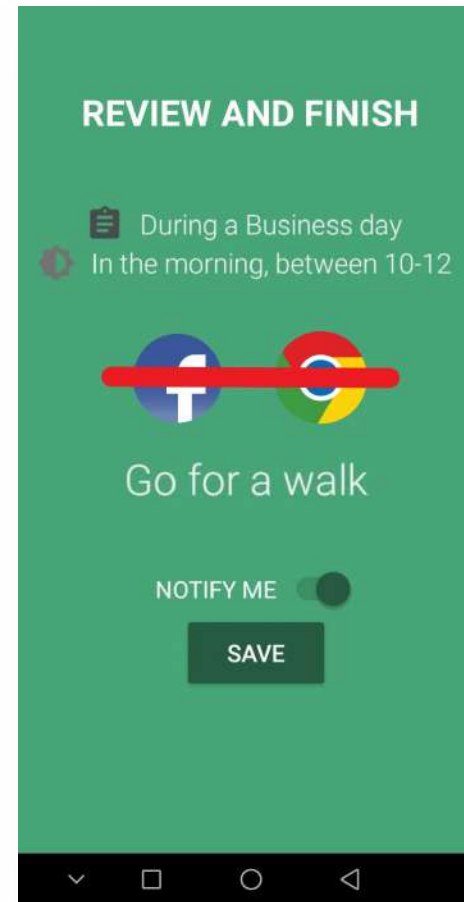 REVIEW AND FINISH
During a Business day
In the morning, between 10-12
Go for a walk
NOTIFY ME
SAVE